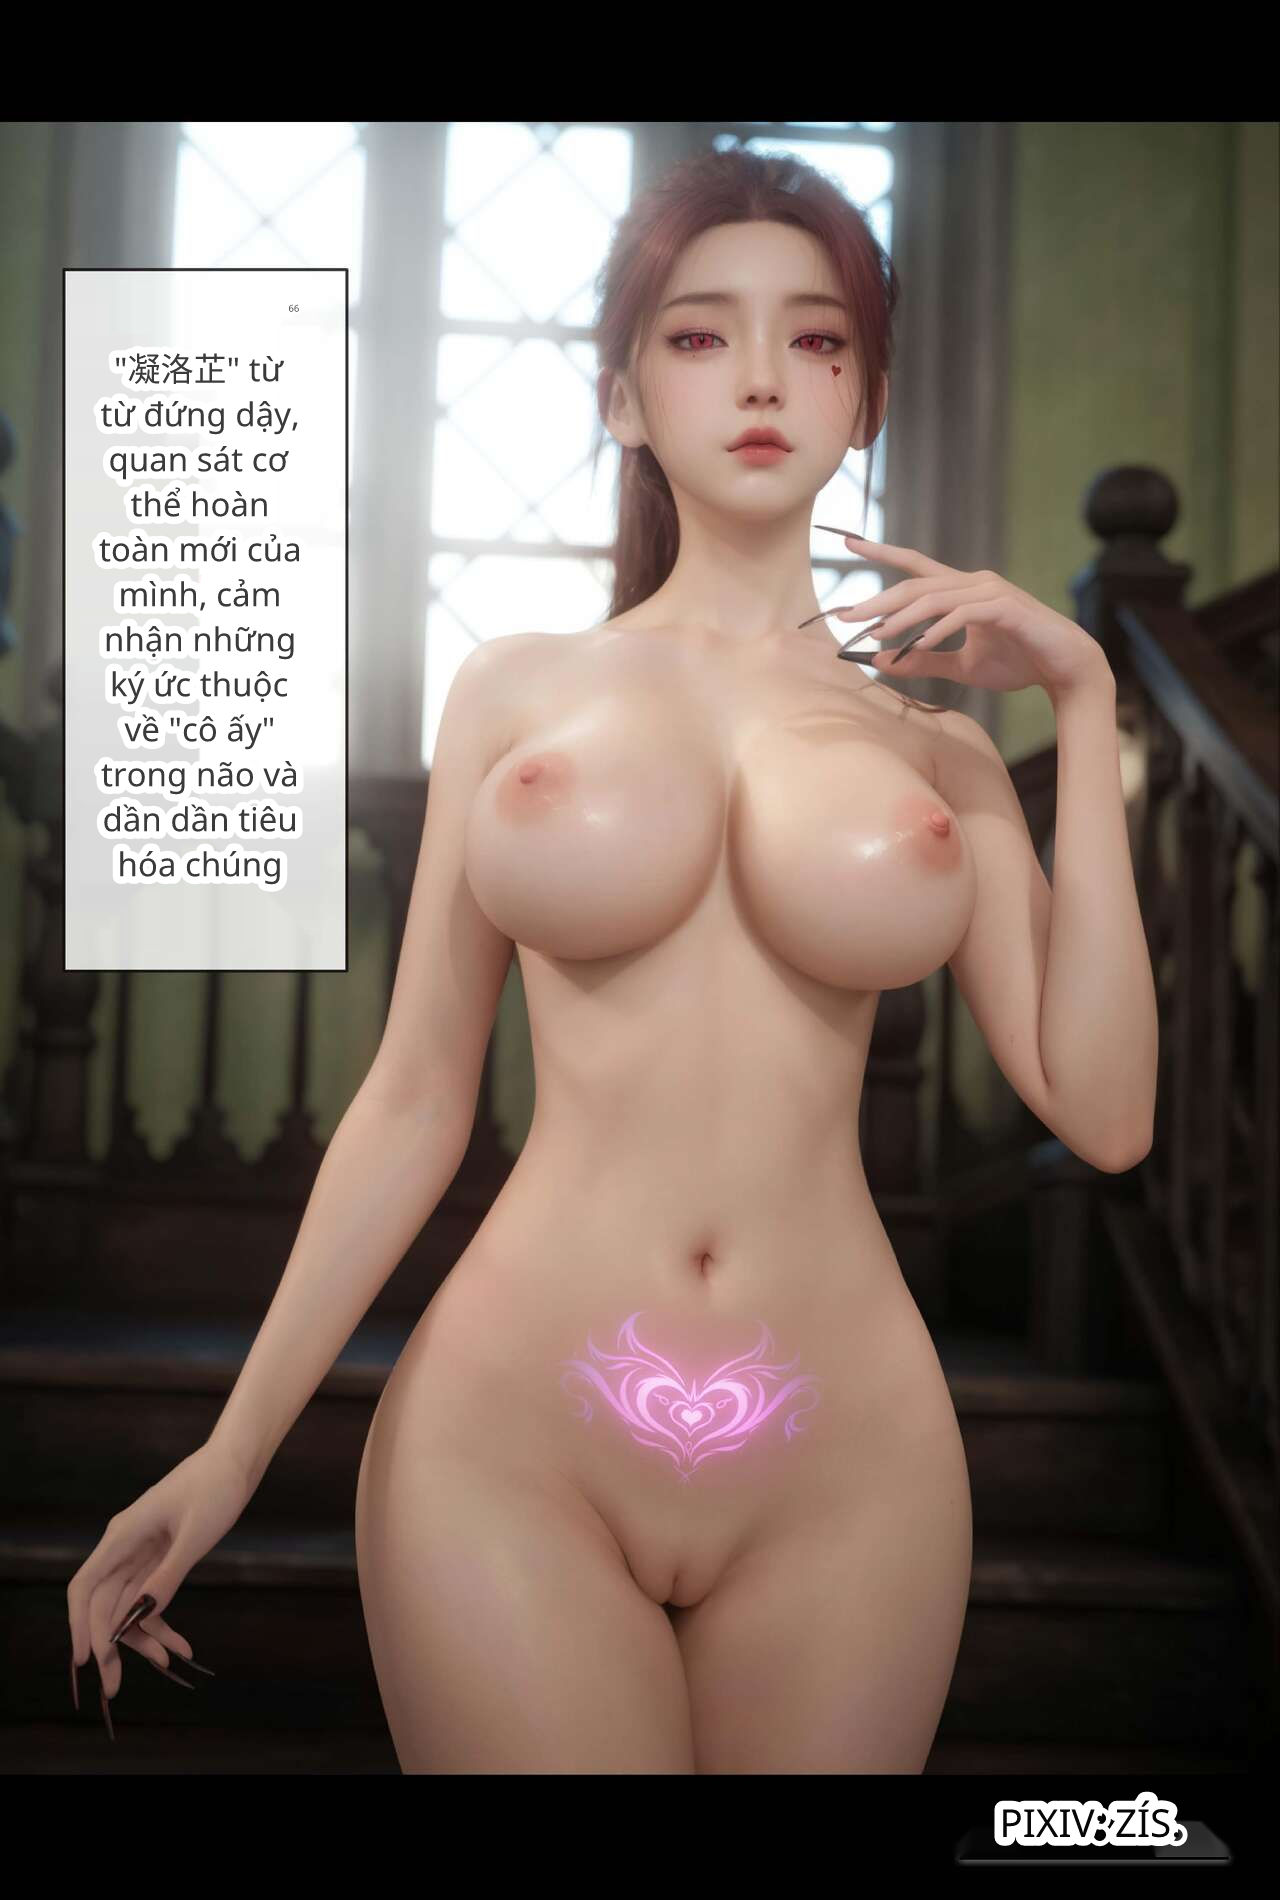 66
"凝洛芷" từ
từ đứng dậy,
quan sát cơ
thể hoàn
toàn mới của
mình, cảm
nhận những
ký ức thuộc
về "cô ấy"
trong não và
dần dần tiêu
hóa chúng
PIXIV:ZÍS,